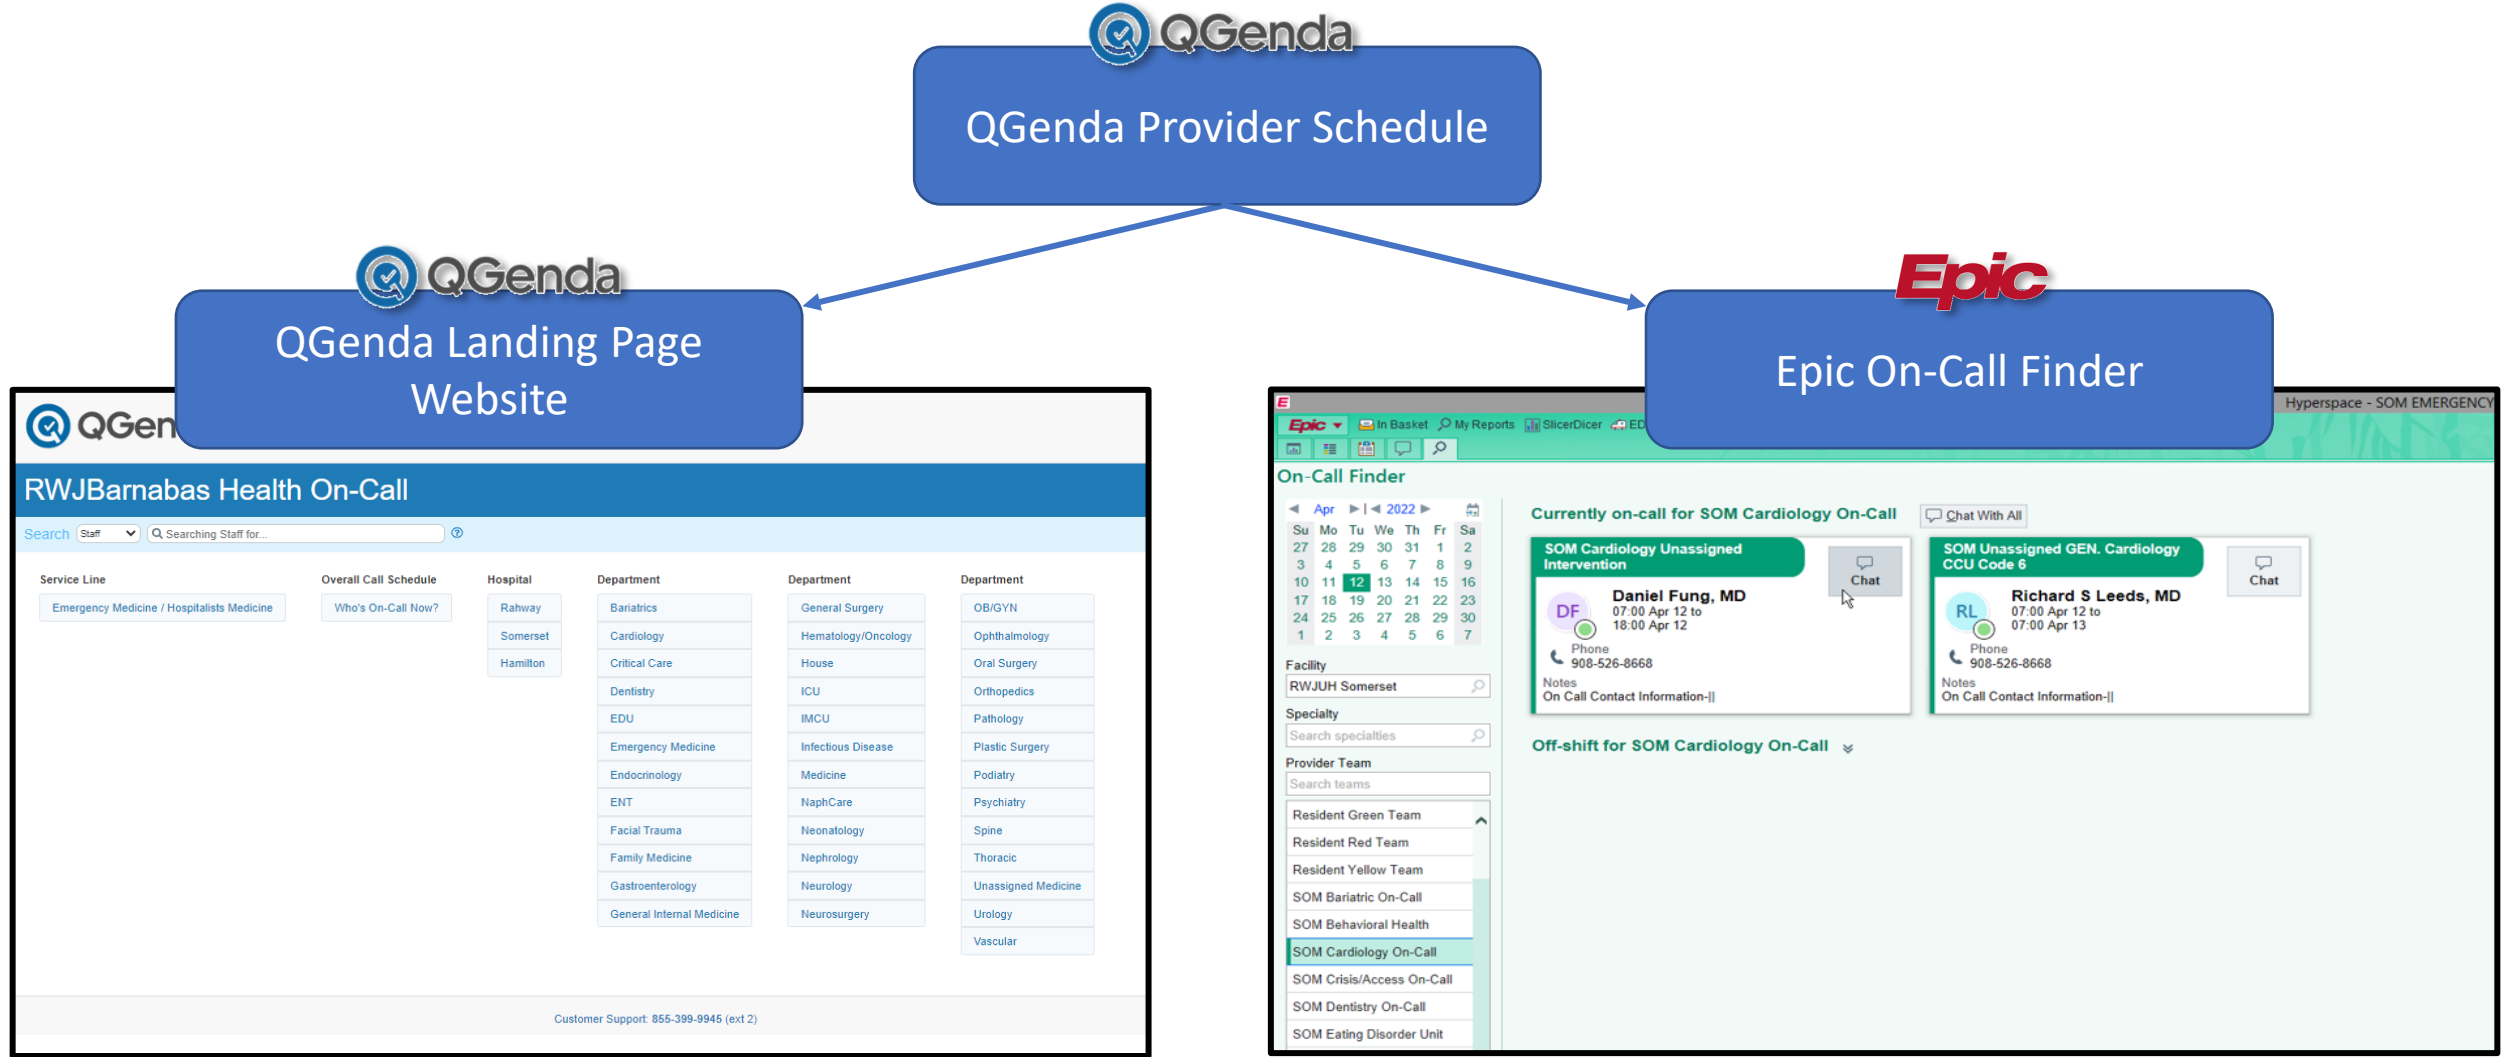 QGenda
QGenda Provider Schedule
QGenda
QGenda Landing Page
Website
Epic
Epic On-Call Finder
QGen
RWJBarnabas Health On-Call
Search Staff Searching Staff for...
Service Line
Emergency Medicine / Hospitalists Medicine
Overall Call Schedule
Who's On-Call Now?
Hospital
Rahway
Somerset
Hamilton
Department
Bariatrics
Cardiology
Critical Care
Dentistry
EDU
Emergency Medicine
Endocrinology
ENT
Facial Trauma
Family Medicine
Gastroenterology
General Internal Medicine
Department
General Surgery
Hematology/Oncology
House
ICU
IMCU
Infectious Disease
Medicine
NaphCare
Neonatology
Nephrology
Neurology
Neurosurgery
Department
OB/GYN
Ophthalmology
Oral Surgery
Orthopedics
Pathology
Plastic Surgery
Podiatry
Psychiatry
Spine
Thoracic
Unassigned Medicine
Urology
Vascular
Customer Support: 855-399-9945 (ext 2)
Hyperspace - SOM EMERGENCY
Epic In Basket My Reports SlicerDicer ED
On-Call Finder
Apr 2022
Su Mo Tu We Th Fr Sa
27 28 29 30 31 1 2
3 4 5 6 7 8 9
10 11 12 13 14 15 16
17 18 19 20 21 22 23
24 25 26 27 28 29 30
1 2 3 4 5 6 7
Facility
RWJUH Somerset
Specialty
Search specialties
Provider Team
Search teams
Resident Green Team
Resident Red Team
Resident Yellow Team
SOM Bariatric On-Call
SOM Behavioral Health
SOM Cardiology On-Call
SOM Crisis/Access On-Call
SOM Dentistry On-Call
SOM Eating Disorder Unit
Currently on-call for SOM Cardiology On-Call Chat With All
SOM Cardiology Unassigned
Intervention
Chat
DF
Daniel Fung, MD
07:00 Apr 12 to
18:00 Apr 12
Phone
908-526-8668
Notes
On Call Contact Information-||
SOM Unassigned GEN. Cardiology
CCU Code 6
Chat
RL
Richard S Leeds, MD
07:00 Apr 12 to
07:00 Apr 13
Phone
908-526-8668
Notes
On Call Contact Information-||
Off-shift for SOM Cardiology On-Call